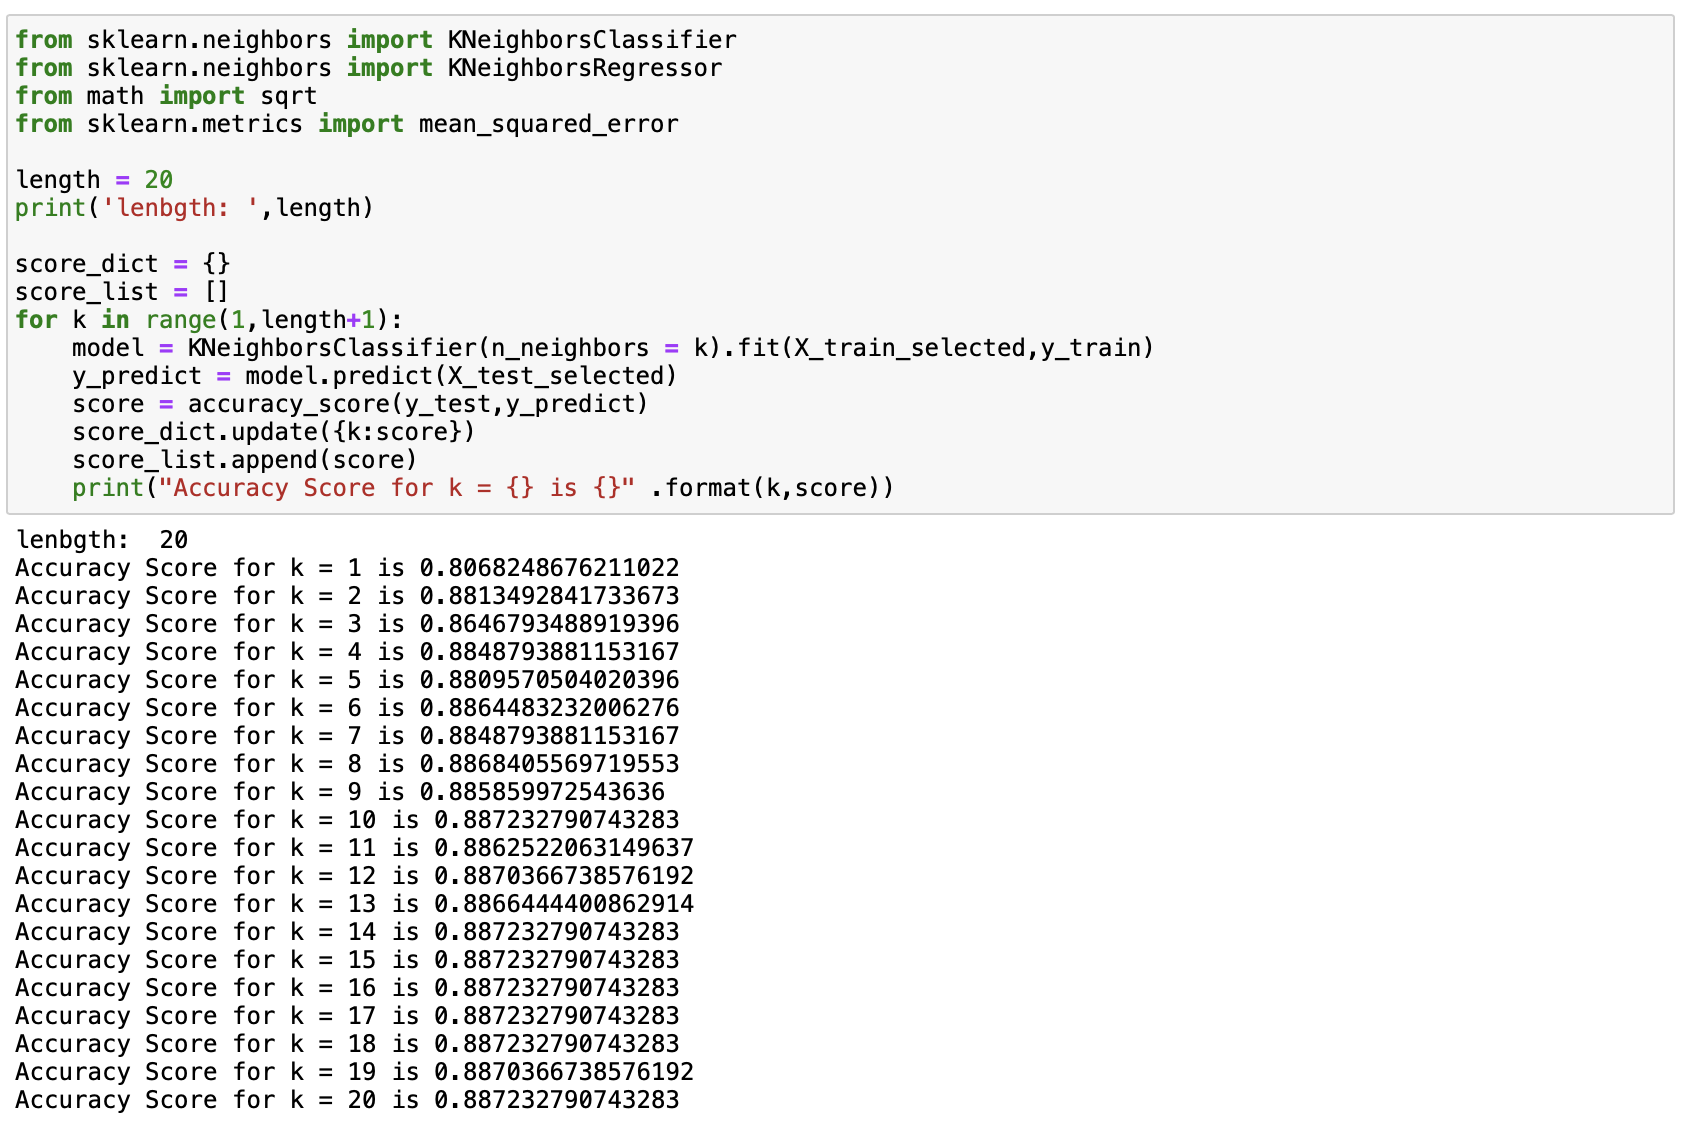 from sklearn.neighbors import KNeighborsClassifier
from sklearn.neighbors import KNeighborsRegressor
from math import sqrt
from sklearn.metrics import mean_squared_error
length = 20
print('lenbgth: ',length)
score_dict = {}
score_list = []
for k in range(1,length+1):
    model = KNeighborsClassifier(n_neighbors = k).fit(X_train_selected,y_train)
    y_predict = model.predict(X_test_selected)
    score = accuracy_score(y_test,y_predict)
    score_dict.update({k:score})
    score_list.append(score)
    print("Accuracy Score for k = {} is {}" .format(k,score))
lenbgth:  20
Accuracy Score for k = 1 is 0.8068248676211022
Accuracy Score for k = 2 is 0.8813492841733673
Accuracy Score for k = 3 is 0.8646793488919396
Accuracy Score for k = 4 is 0.8848793881153167
Accuracy Score for k = 5 is 0.8809570504020396
Accuracy Score for k = 6 is 0.8864483232006276
Accuracy Score for k = 7 is 0.8848793881153167
Accuracy Score for k = 8 is 0.8868405569719553
Accuracy Score for k = 9 is 0.885859972543636
Accuracy Score for k = 10 is 0.887232790743283
Accuracy Score for k = 11 is 0.8862522063149637
Accuracy Score for k = 12 is 0.8870366738576192
Accuracy Score for k = 13 is 0.8866444400862914
Accuracy Score for k = 14 is 0.887232790743283
Accuracy Score for k = 15 is 0.887232790743283
Accuracy Score for k = 16 is 0.887232790743283
Accuracy Score for k = 17 is 0.887232790743283
Accuracy Score for k = 18 is 0.887232790743283
Accuracy Score for k = 19 is 0.8870366738576192
Accuracy Score for k = 20 is 0.887232790743283